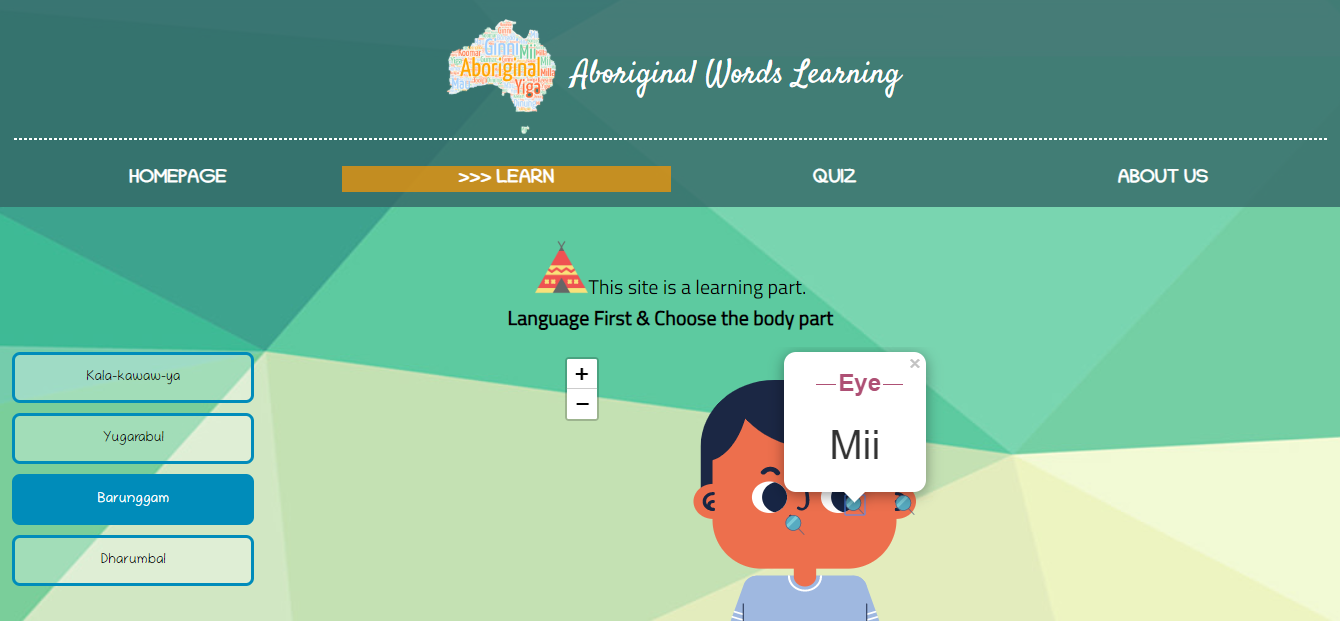 Ginni Mii
Aboriginal
Yiga
Aboriginal Words Learning
HOMEPAGE
>>> LEARN
QUIZ
ABOUT US
This site is a learning part.
Language First & Choose the body part
Kala-kawaw-ya
Yugarabul
Barunggam
Dharumbal
+
−
×
Eye
Mii